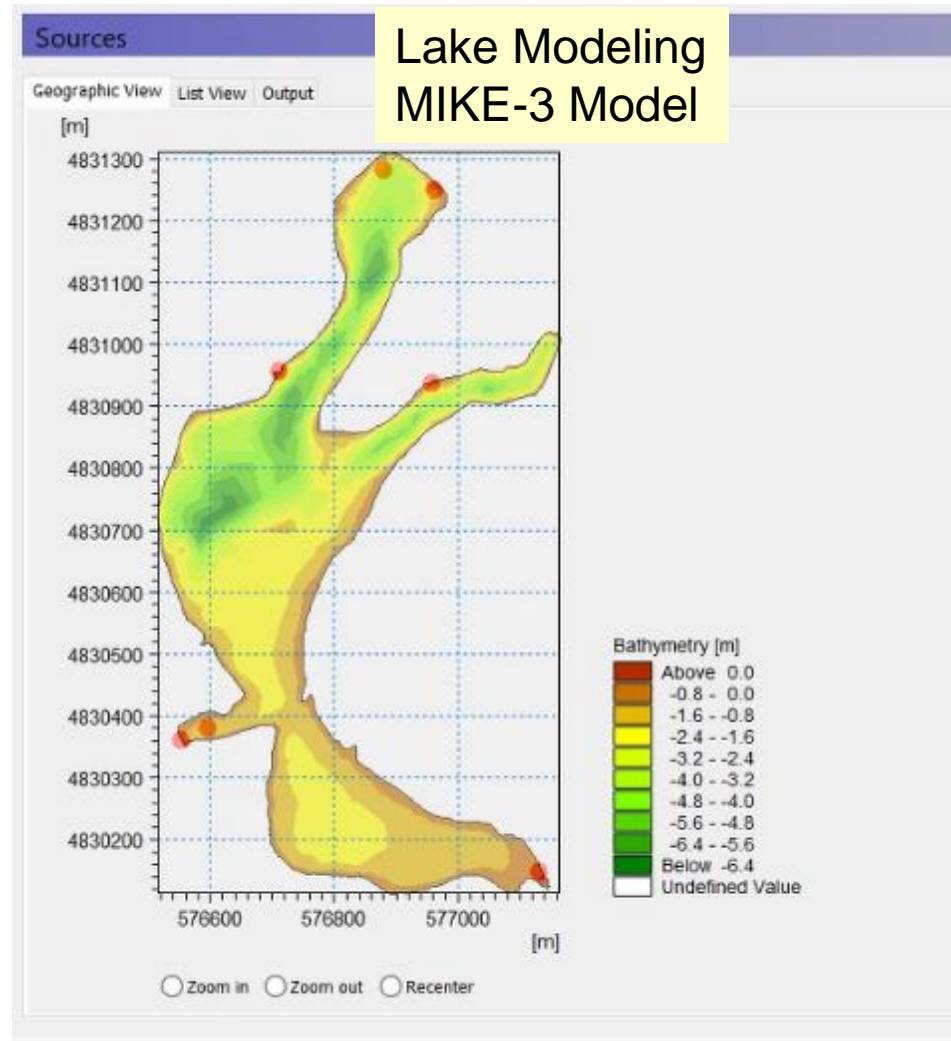 Sources
Lake Modeling
MIKE-3 Model
Geographic View List View Output
[m]
4831300
4831200
4831100
4831000
4830900
4830800
4830700
4830600
4830500
4830400
4830300
4830200
576600 576800 577000
[m]
Bathymetry [m]
Above 0.0
-0.8 - 0.0
-1.6 - -0.8
-2.4 - -1.6
-3.2 - -2.4
-4.0 - -3.2
-4.8 - -4.0
-5.6 - -4.8
-6.4 - -5.6
Below -6.4
Undefined Value
Zoom in Zoom out Recenter